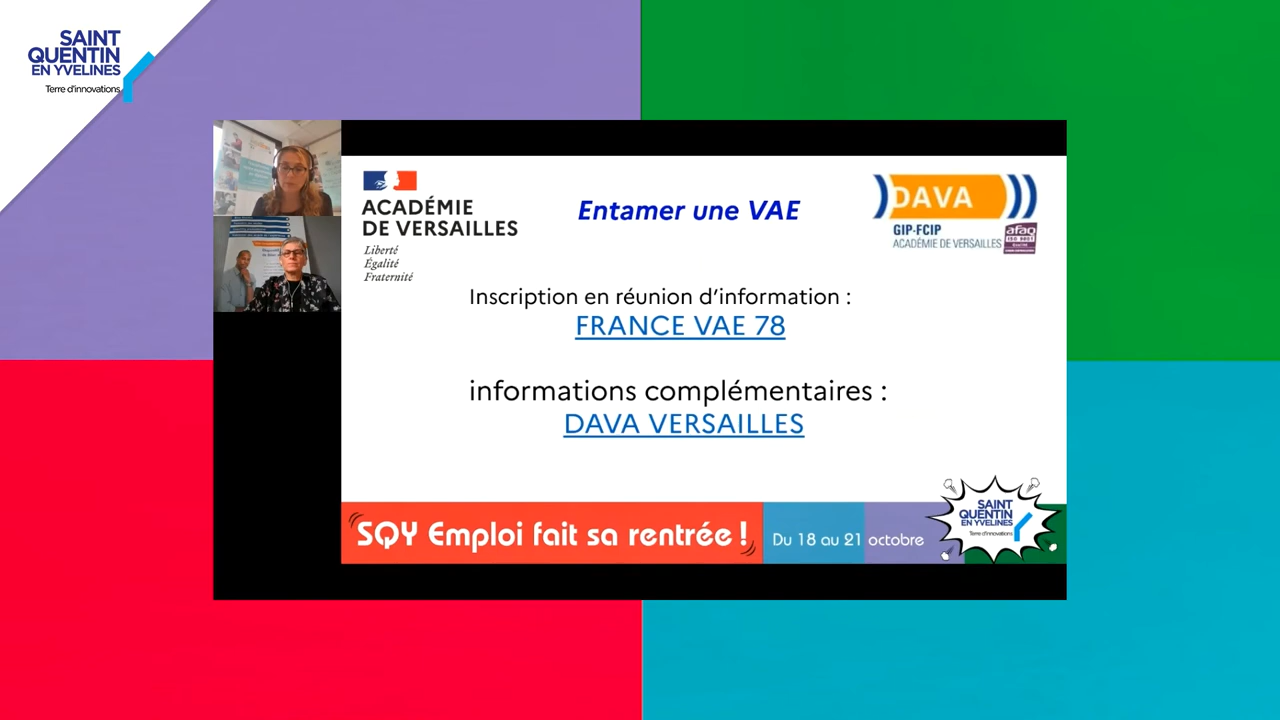 SAINT
QUENTIN
EN YVELINES
Terre d'innovations
ACADÉMIE
DE VERSAILLES
Liberté
Égalité
Fraternité
Entamer une VAE
DAVA
GIP-FCIP
ACADÉMIE DE VERSAILLES
afaq
ISO 9001
Inscription en réunion d'information :
FRANCE VAE 78
informations complémentaires :
DAVA VERSAILLES
SQY Emploi fait sa rentrée !
Du 18 au 21 octobre
SAINT
QUENTIN
EN YVELINES
Terre d'innovations